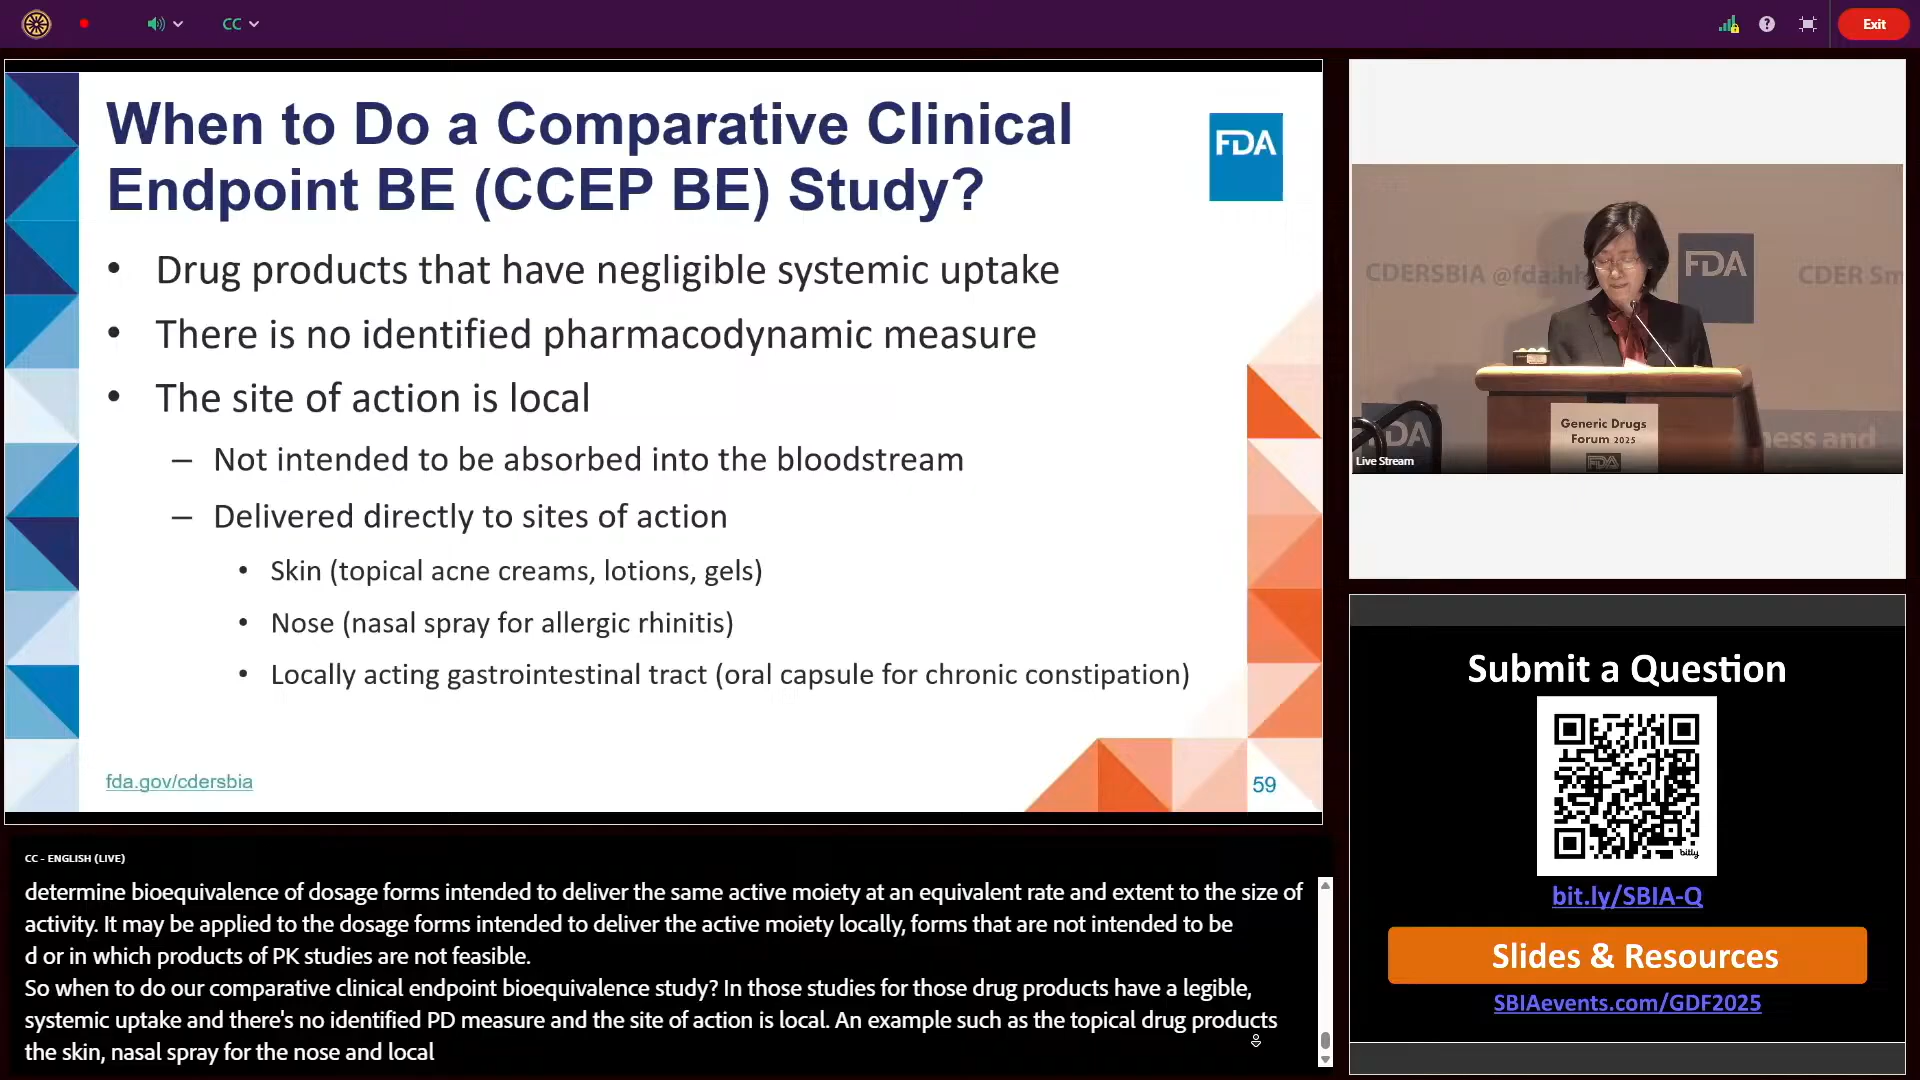 CC
Exit
When to Do a Comparative Clinical
Endpoint BE (CCEP BE) Study?
FDA
• Drug products that have negligible systemic uptake
• There is no identified pharmacodynamic measure
• The site of action is local
– Not intended to be absorbed into the bloodstream
– Delivered directly to sites of action
• Skin (topical acne creams, lotions, gels)
• Nose (nasal spray for allergic rhinitis)
• Locally acting gastrointestinal tract (oral capsule for chronic constipation)
fda.gov/cdersbia
59
CDERSBIA @fda.hh
FDA
CDER Sm
Generic Drugs
Forum 2025
FDA
DA
ness and
Live Stream
Submit a Question
bitly
bit.ly/SBIA-Q
Slides & Resources
SBIAevents.com/GDF2025
CC - ENGLISH (LIVE)
determine bioequivalence of dosage forms intended to deliver the same active moiety at an equivalent rate and extent to the size of
activity. It may be applied to the dosage forms intended to deliver the active moiety locally, forms that are not intended to be
d or in which products of PK studies are not feasible.
So when to do our comparative clinical endpoint bioequivalence study? In those studies for those drug products have a legible,
systemic uptake and there's no identified PD measure and the site of action is local. An example such as the topical drug products
the skin, nasal spray for the nose and local